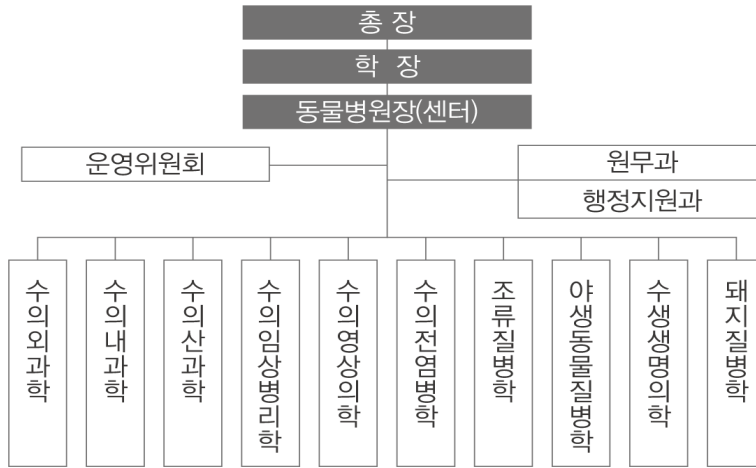 총 장
학 장
동물병원장(센터)
운영위원회
원무과
행정지원과
수의외과학
수의내과학
수의산과학
수의임상병리학
수의영상의학
수의전염병학
조류질병학
야생동물질병학
수생생명의학
돼지질병학